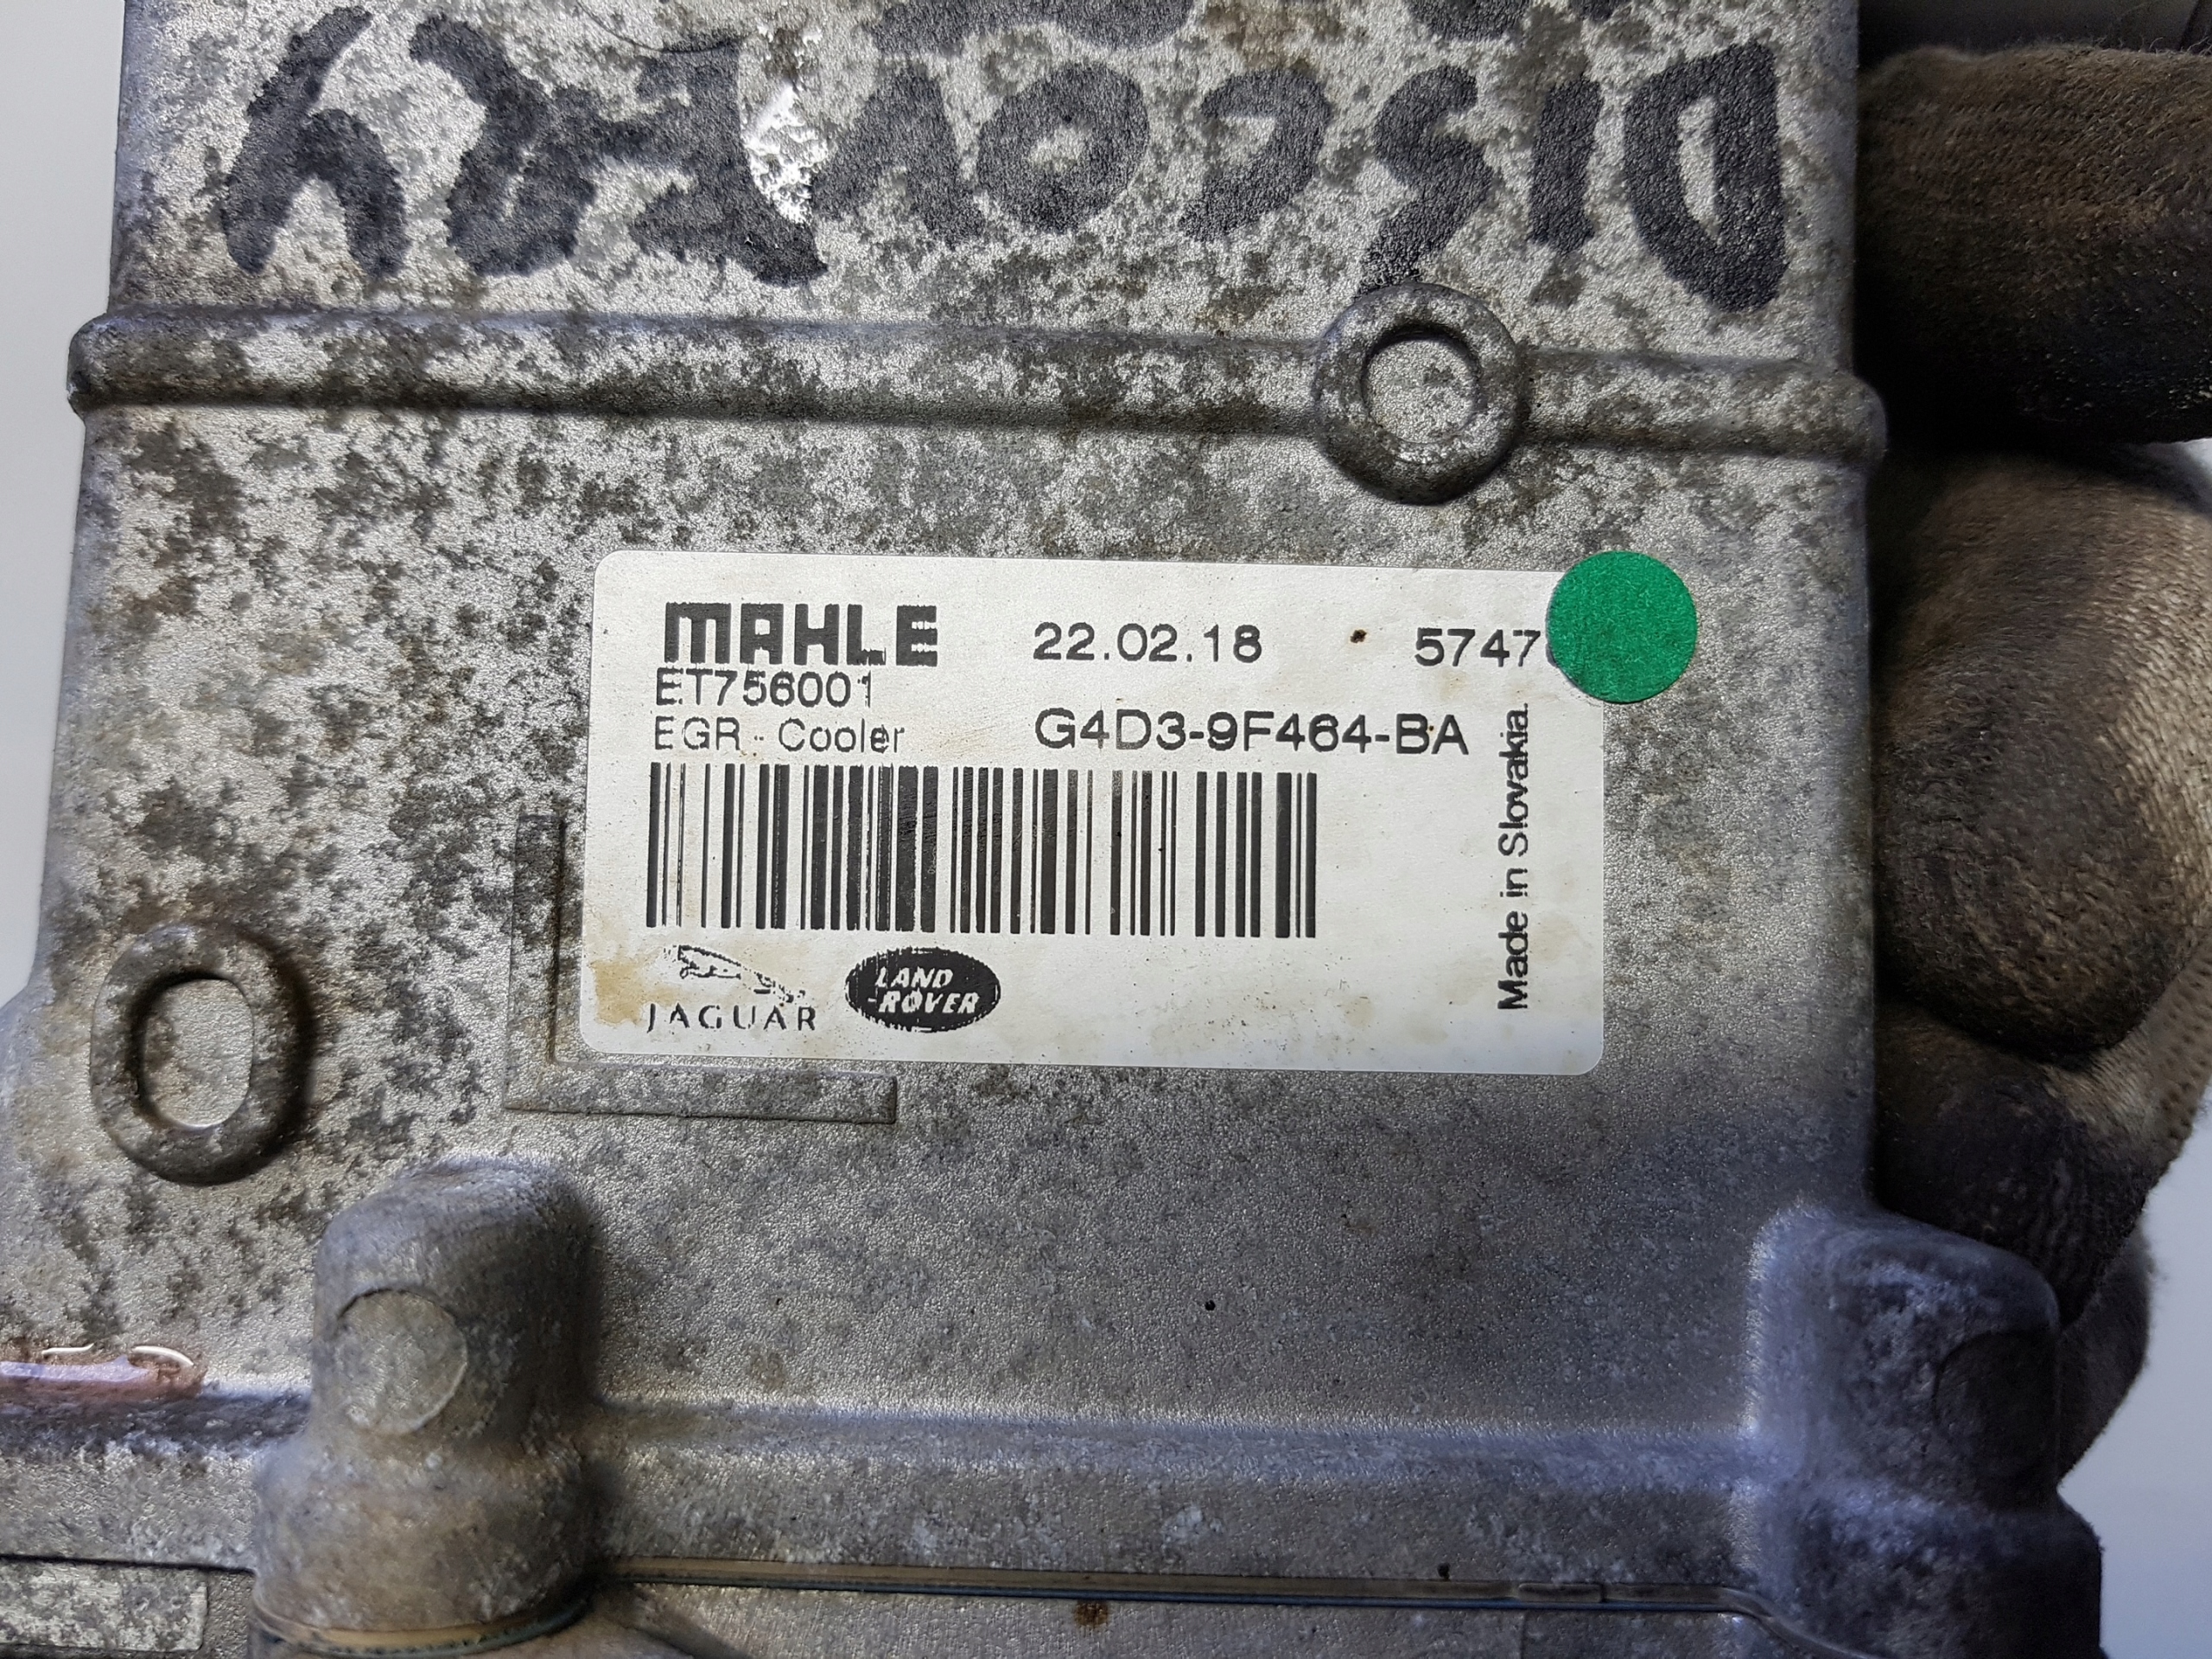 DISCOVERY
MAHLE 22.02.18 5747
ET756001
EGR - Cooler G4D3-9F464-BA
Made in Slovakia
JAGUAR LAND ROVER